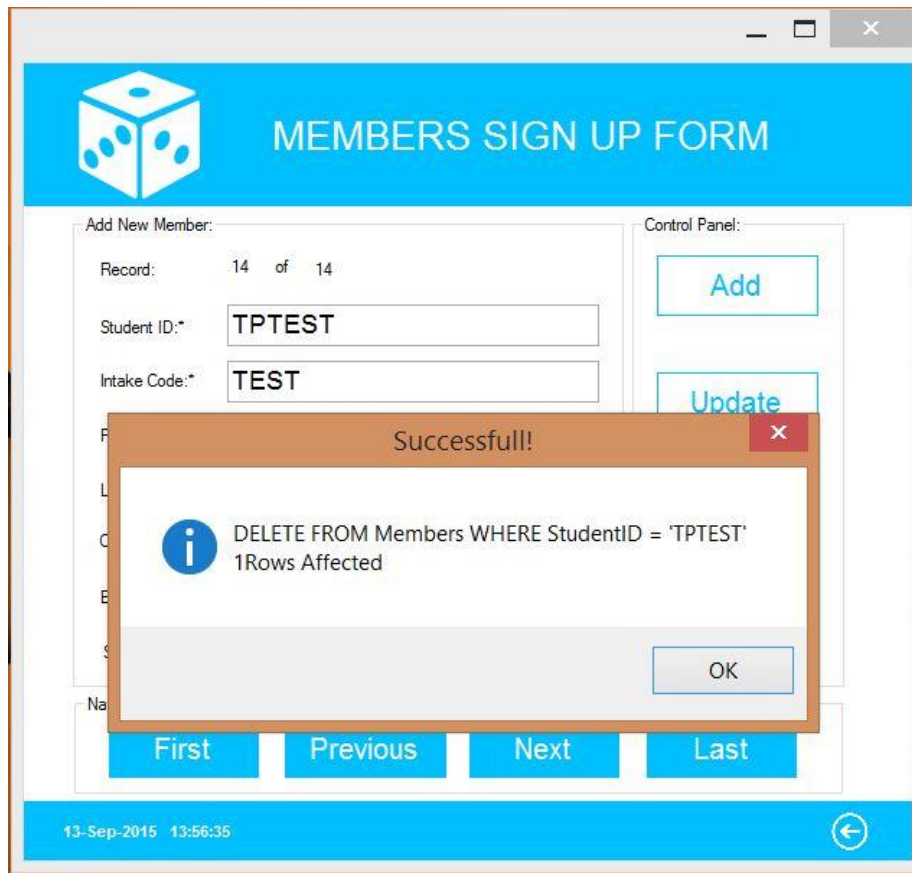 MEMBERS SIGN UP FORM
Add New Member:
Control Panel:
Record: 14 of 14
Add
Student ID:* TPTEST
Intake Code:* TEST
Update
Successfull!
DELETE FROM Members WHERE StudentID = 'TPTEST'
1Rows Affected
OK
First Previous Next Last
13-Sep-2015 13:56:35